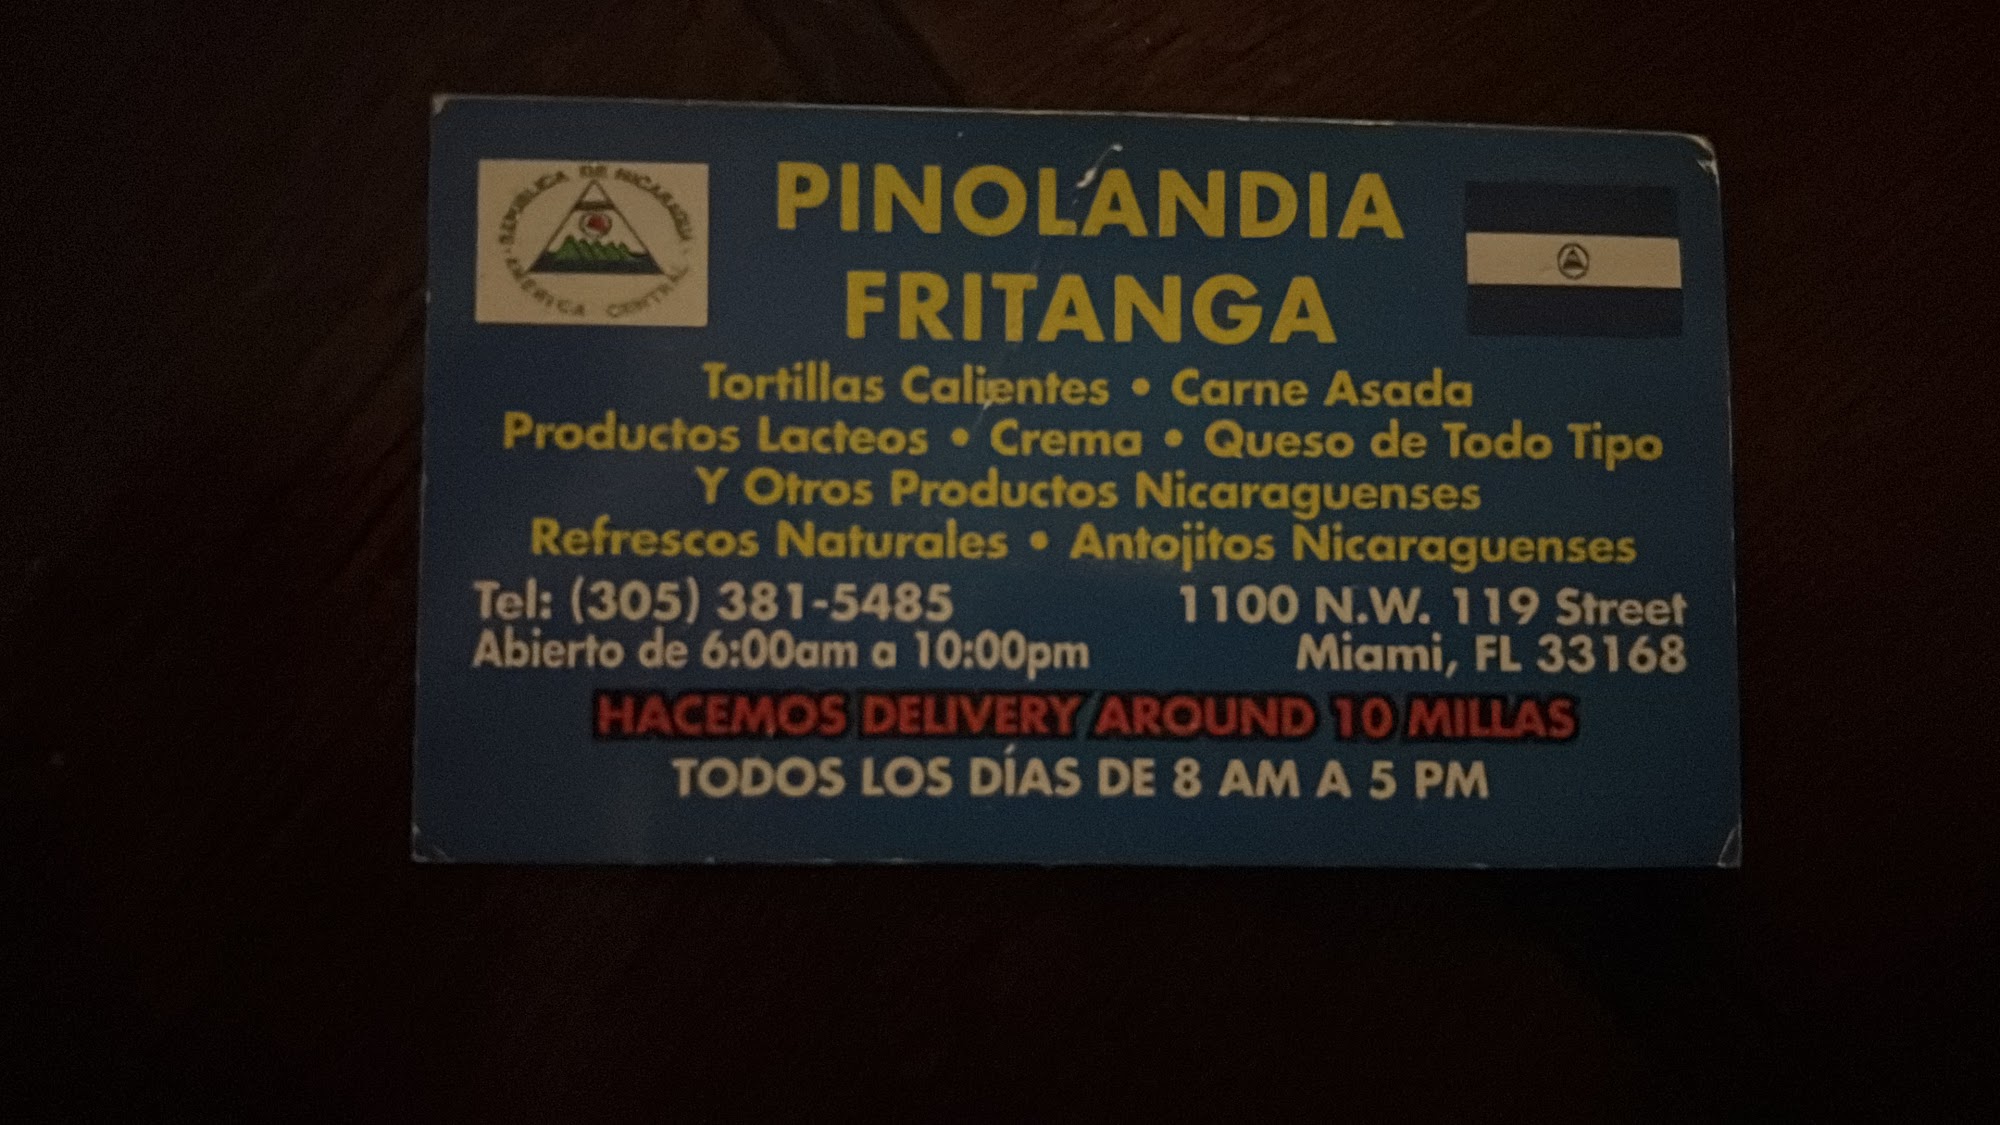 REPUBLICA DE NICARAGUA
AMERICA CENTRAL
PINOLANDIA
FRITANGA
Tortillas Calientes • Carne Asada
Productos Lacteos • Crema • Queso de Todo Tipo
Y Otros Productos Nicaraguenses
Refrescos Naturales • Antojitos Nicaraguenses
Tel: (305) 381-5485
Abierto de 6:00am a 10:00pm
1100 N.W. 119 Street
Miami, FL 33168
HACEMOS DELIVERY AROUND 10 MILLAS
TODOS LOS DÍAS DE 8 AM A 5 PM